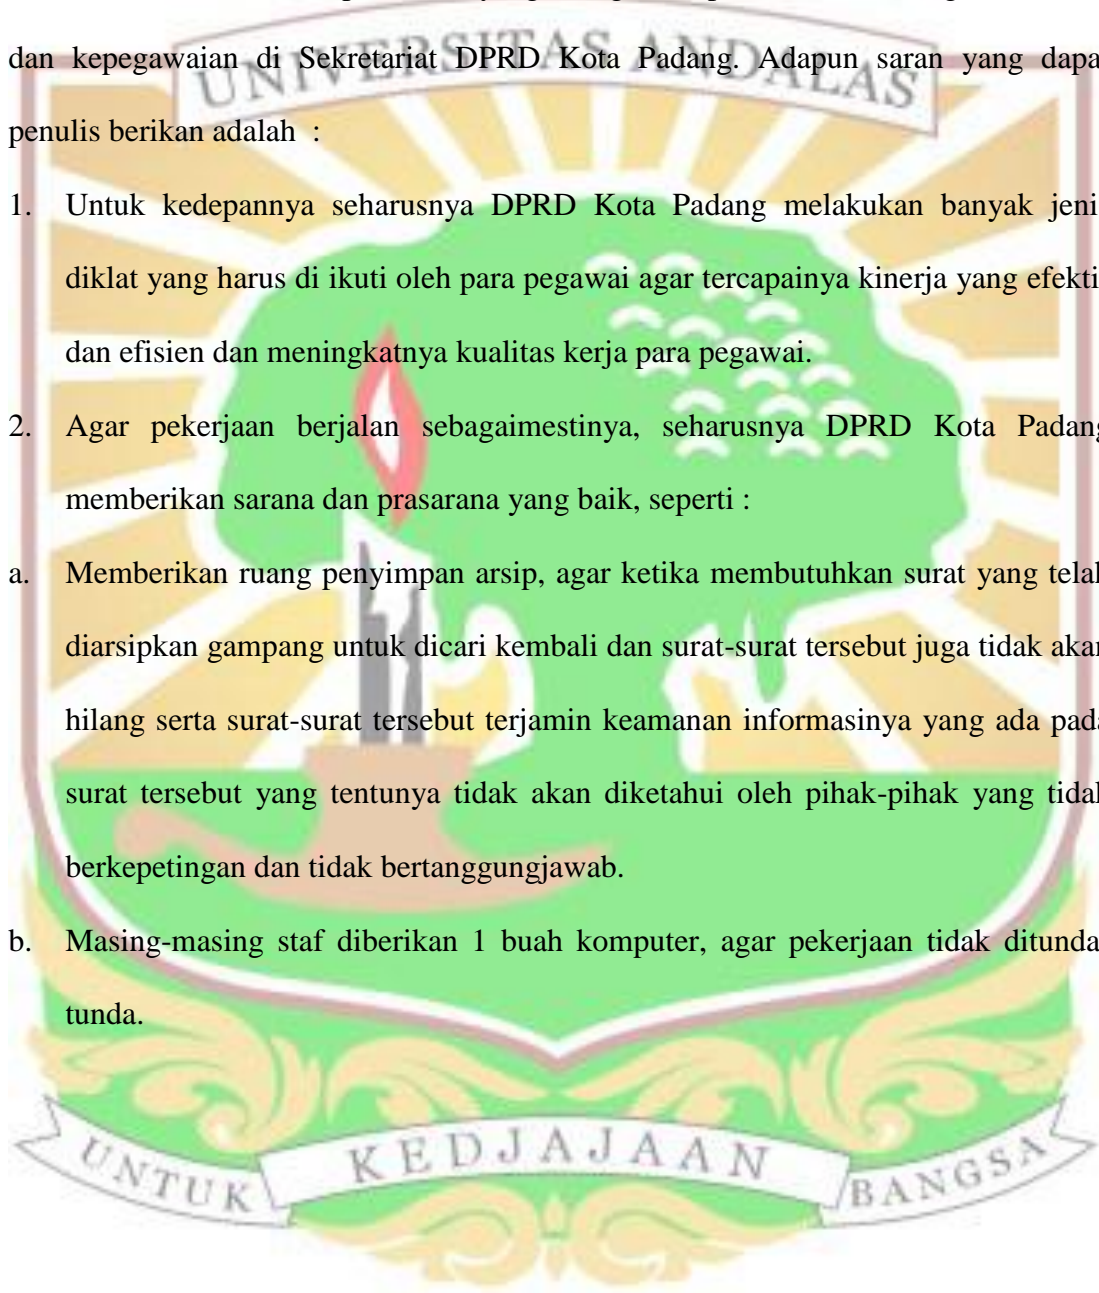 dan kepegawaian di Sekretariat DPRD Kota Padang. Adapun saran yang dapa
UNIVERSITAS ANDALAS
penulis berikan adalah :
1. Untuk kedepannya seharusnya DPRD Kota Padang melakukan banyak jeni
diklat yang harus di ikuti oleh para pegawai agar tercapainya kinerja yang efekti
dan efisien dan meningkatnya kualitas kerja para pegawai.
2. Agar pekerjaan berjalan sebagaimestinya, seharusnya DPRD Kota Padang
memberikan sarana dan prasarana yang baik, seperti :
a. Memberikan ruang penyimpan arsip, agar ketika membutuhkan surat yang telah
diarsipkan gampang untuk dicari kembali dan surat-surat tersebut juga tidak akan
hilang serta surat-surat tersebut terjamin keamanan informasinya yang ada pada
surat tersebut yang tentunya tidak akan diketahui oleh pihak-pihak yang tidak
berkepetingan dan tidak bertanggungjawab.
b. Masing-masing staf diberikan 1 buah komputer, agar pekerjaan tidak ditunda
tunda.
UNTUK KEDJAJAAN BANGSA